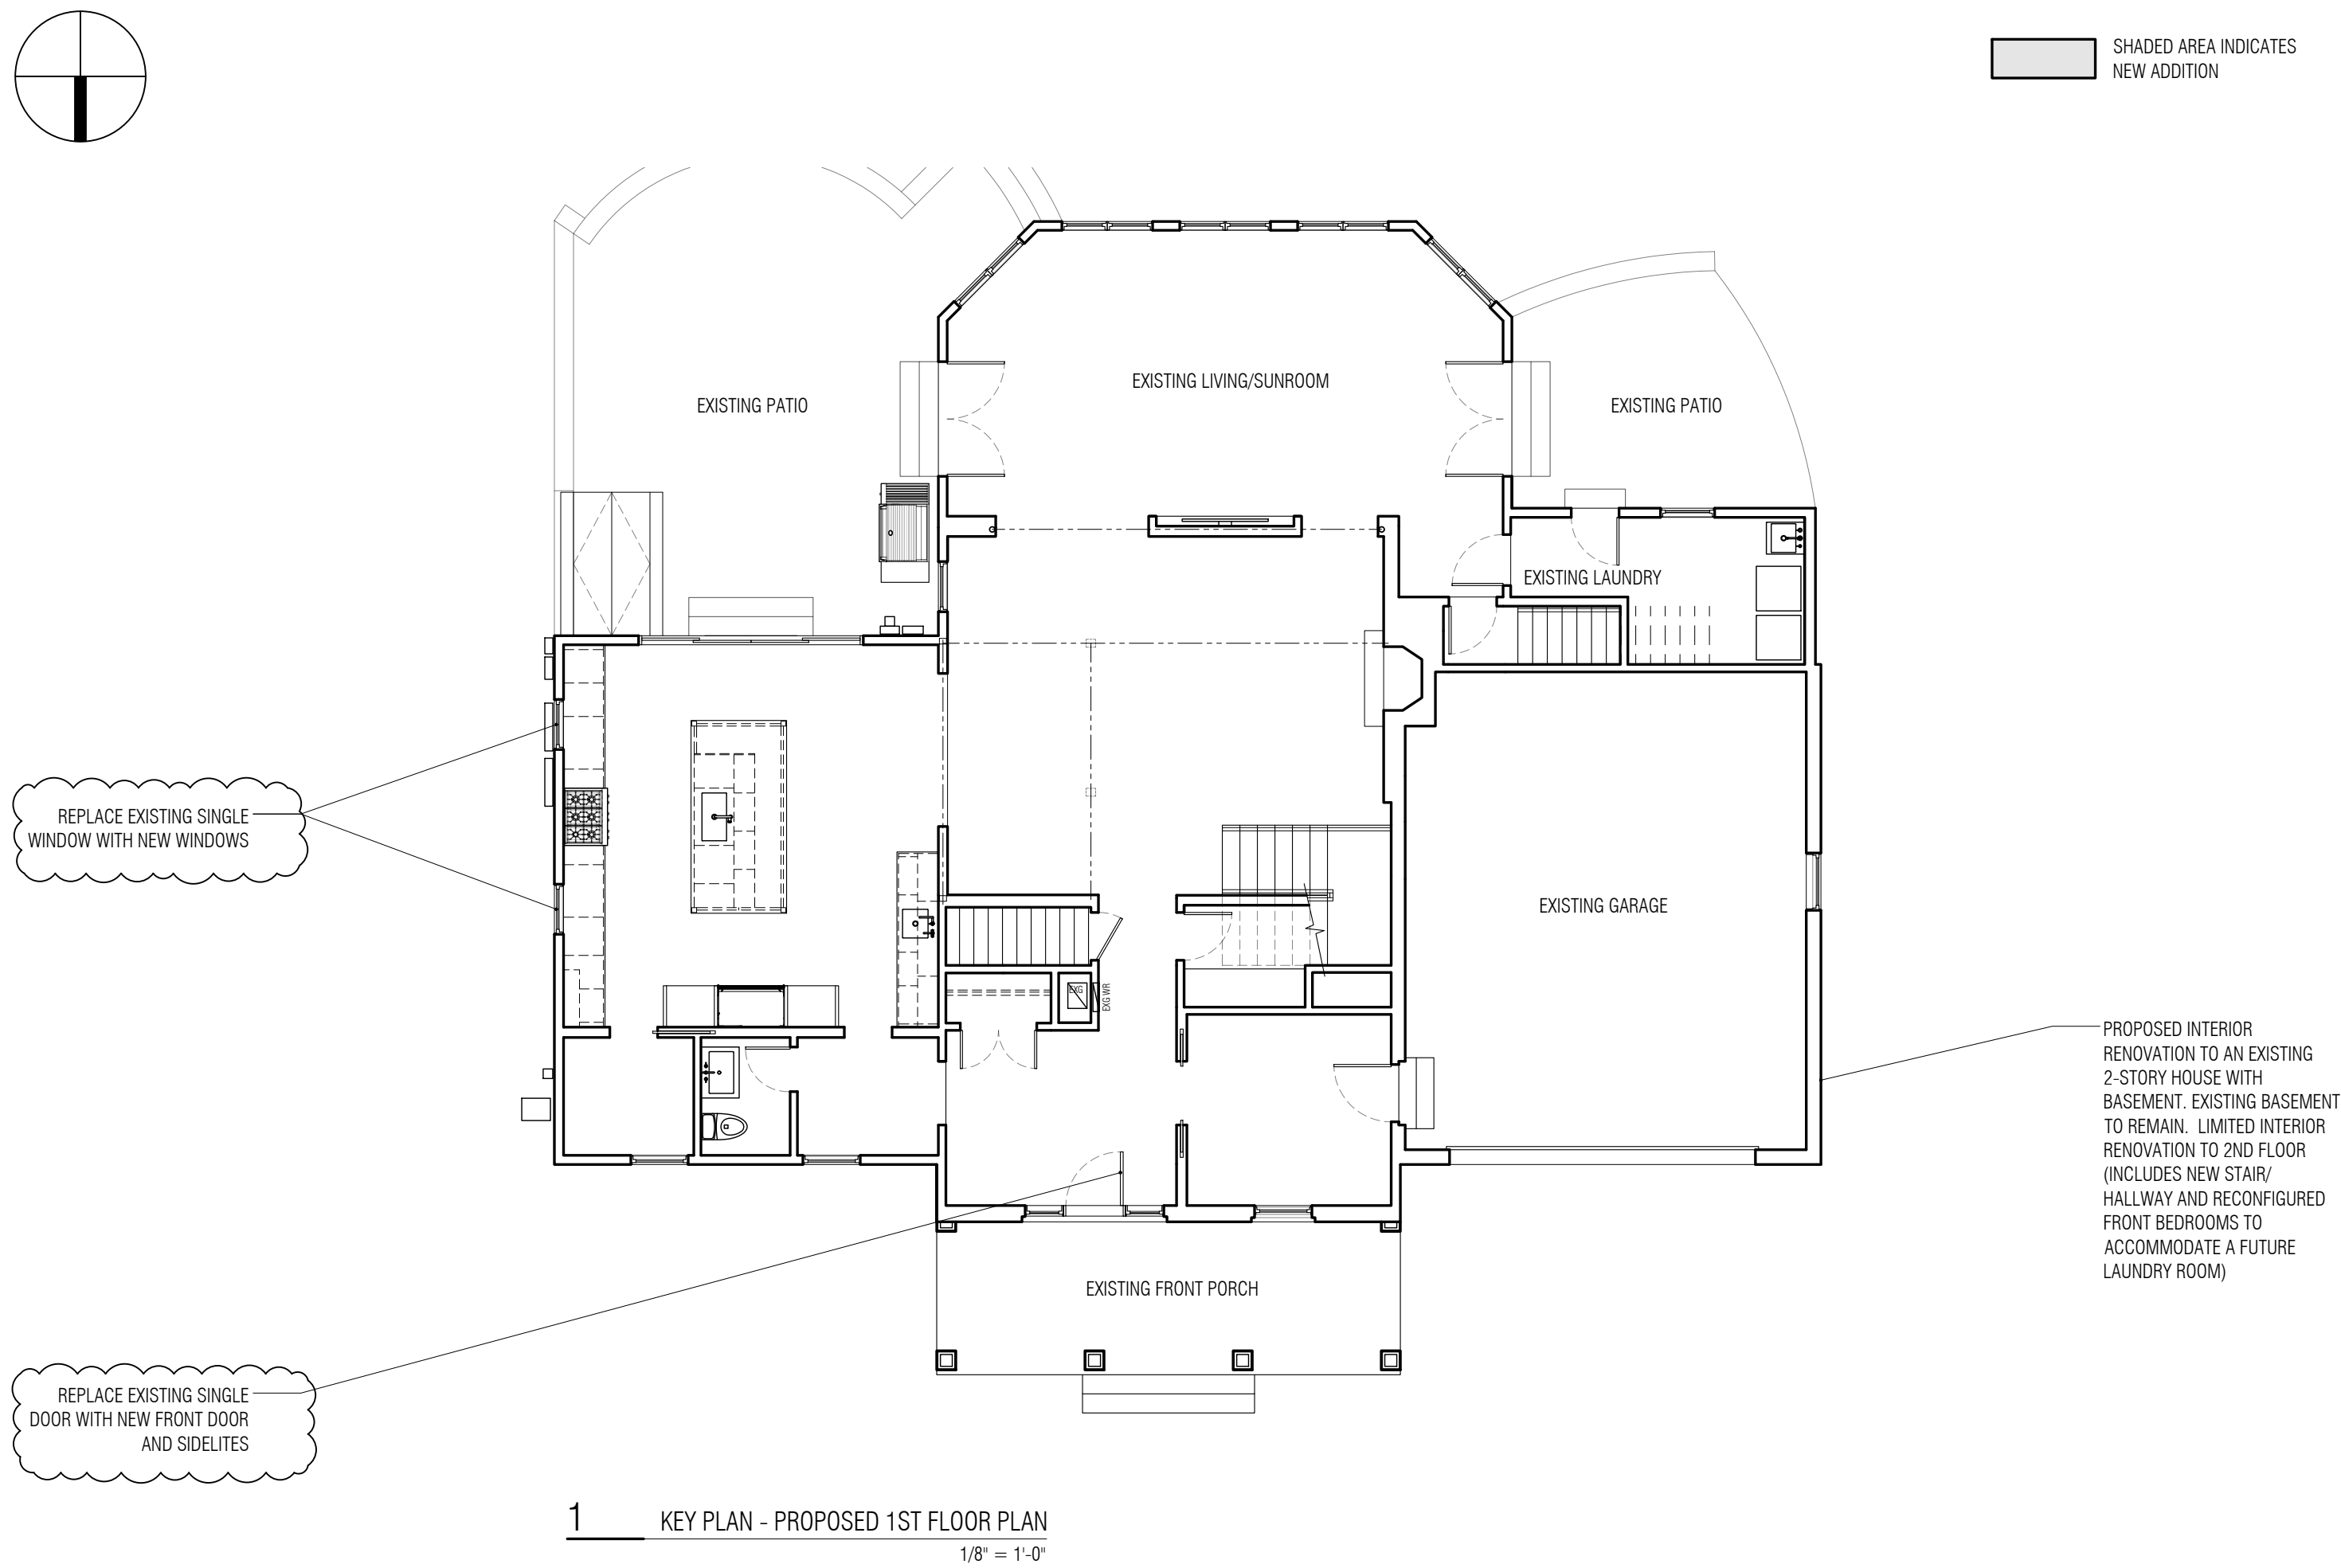 SHADED AREA INDICATES
NEW ADDITION
EXISTING LIVING/SUNROOM
EXISTING PATIO
EXISTING PATIO
EXISTING LAUNDRY
REPLACE EXISTING SINGLE
WINDOW WITH NEW WINDOWS
EXISTING GARAGE
EXG
EXG WR
PROPOSED INTERIOR
RENOVATION TO AN EXISTING
2-STORY HOUSE WITH
BASEMENT. EXISTING BASEMENT
TO REMAIN. LIMITED INTERIOR
RENOVATION TO 2ND FLOOR
(INCLUDES NEW STAIR/
HALLWAY AND RECONFIGURED
FRONT BEDROOMS TO
ACCOMMODATE A FUTURE
LAUNDRY ROOM)
EXISTING FRONT PORCH
REPLACE EXISTING SINGLE
DOOR WITH NEW FRONT DOOR
AND SIDELITES
1 KEY PLAN - PROPOSED 1ST FLOOR PLAN
1/8" = 1'-0"